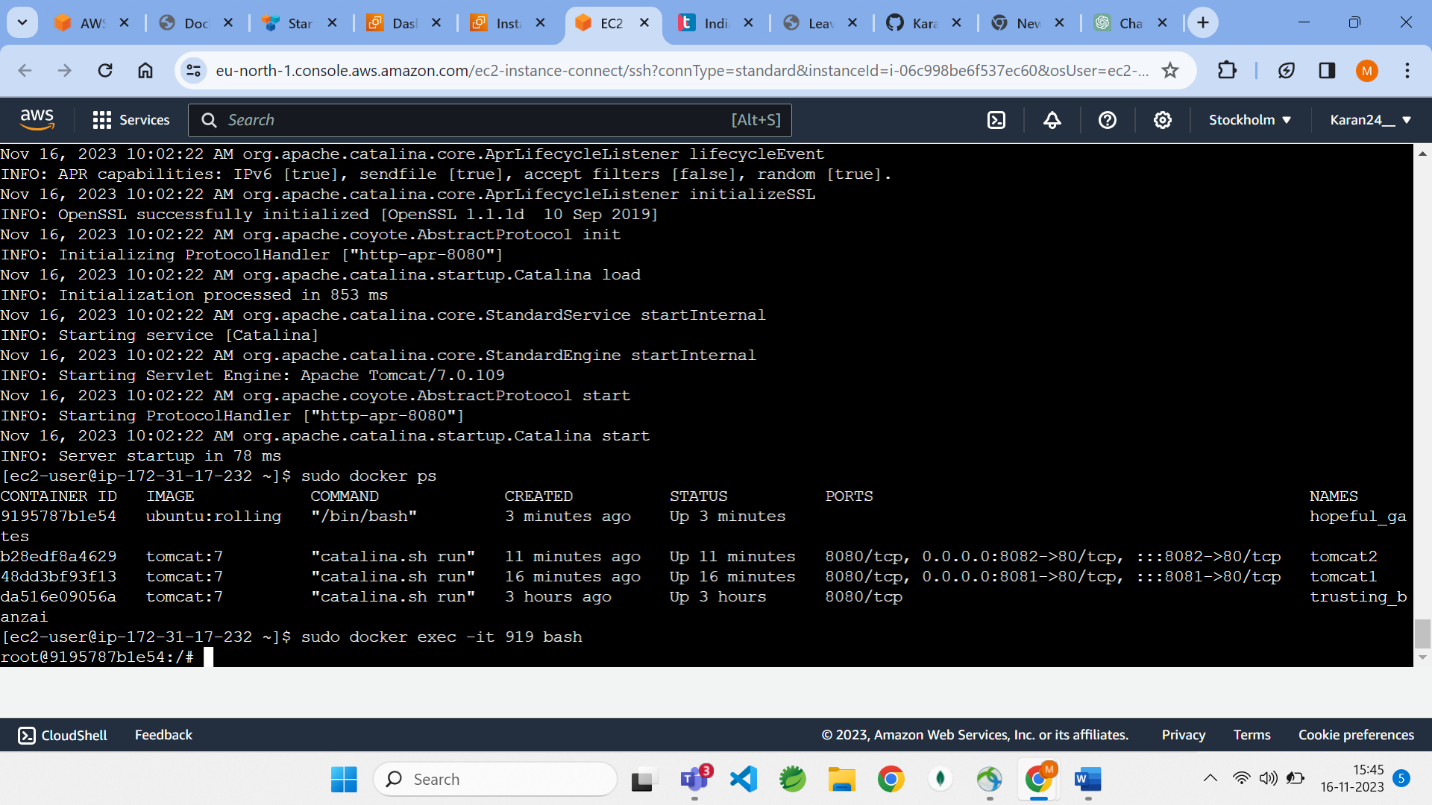 AWS
Doc
Star
Das
Inst
EC2
Indi
Leav
Kara
New
Cha
eu-north-1.console.aws.amazon.com/ec2-instance-connect/ssh?connType=standard&instanceId=i-06c998be6f537ec60&osUser=ec2-...
M
aws
Services
Search
[Alt+S]
Stockholm
Karan24__
Nov 16, 2023 10:02:22 AM org.apache.catalina.core.AprLifecycleListener lifecycleEvent
INFO: APR capabilities: IPv6 [true], sendfile [true], accept filters [false], random [true].
Nov 16, 2023 10:02:22 AM org.apache.catalina.core.AprLifecycleListener initializeSSL
INFO: OpenSSL successfully initialized [OpenSSL 1.1.1d  10 Sep 2019]
Nov 16, 2023 10:02:22 AM org.apache.coyote.AbstractProtocol init
INFO: Initializing ProtocolHandler ["http-apr-8080"]
Nov 16, 2023 10:02:22 AM org.apache.catalina.startup.Catalina load
INFO: Initialization processed in 853 ms
Nov 16, 2023 10:02:22 AM org.apache.catalina.core.StandardService startInternal
INFO: Starting service [Catalina]
Nov 16, 2023 10:02:22 AM org.apache.catalina.core.StandardEngine startInternal
INFO: Starting Servlet Engine: Apache Tomcat/7.0.109
Nov 16, 2023 10:02:22 AM org.apache.coyote.AbstractProtocol start
INFO: Starting ProtocolHandler ["http-apr-8080"]
Nov 16, 2023 10:02:22 AM org.apache.catalina.startup.Catalina start
INFO: Server startup in 78 ms
[ec2-user@ip-172-31-17-232 ~]$ sudo docker ps
CONTAINER ID   IMAGE            COMMAND             CREATED          STATUS          PORTS                                             NAMES
9195787b1e54   ubuntu:rolling   "/bin/bash"         3 minutes ago    Up 3 minutes                                                      hopeful_ga
tes
b28edf8a4629   tomcat:7         "catalina.sh run"   11 minutes ago   Up 11 minutes   8080/tcp, 0.0.0.0:8082->80/tcp, :::8082->80/tcp   tomcat2
48dd3bf93f13   tomcat:7         "catalina.sh run"   16 minutes ago   Up 16 minutes   8080/tcp, 0.0.0.0:8081->80/tcp, :::8081->80/tcp   tomcat1
da516e09056a   tomcat:7         "catalina.sh run"   3 hours ago      Up 3 hours      8080/tcp                                          trusting_b
anzai
[ec2-user@ip-172-31-17-232 ~]$ sudo docker exec -it 919 bash
root@9195787b1e54:/#
CloudShell
Feedback
© 2023, Amazon Web Services, Inc. or its affiliates.
Privacy
Terms
Cookie preferences
Search
3
M
15:45
16-11-2023
5